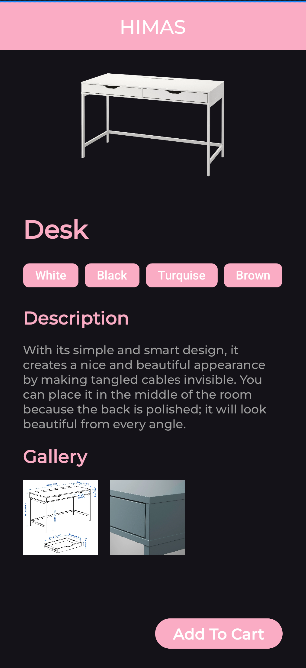 HIMAS
Desk
White Black Turquise Brown
Description
With its simple and smart design, it
creates a nice and beautiful appearance
by making tangled cables invisible. You
can place it in the middle of the room
because the back is polished; it will look
beautiful from every angle.
Gallery
Add To Cart